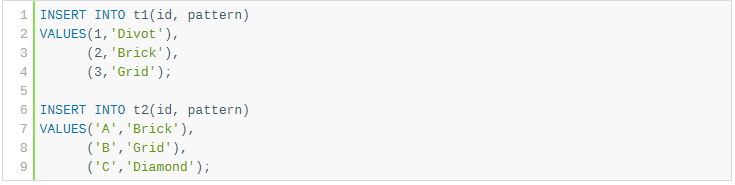 1 INSERT INTO t1(id, pattern)
2 VALUES(1,'Divot'),
3       (2,'Brick'),
4       (3,'Grid');
5
6 INSERT INTO t2(id, pattern)
7 VALUES('A','Brick'),
8       ('B','Grid'),
9       ('C','Diamond');